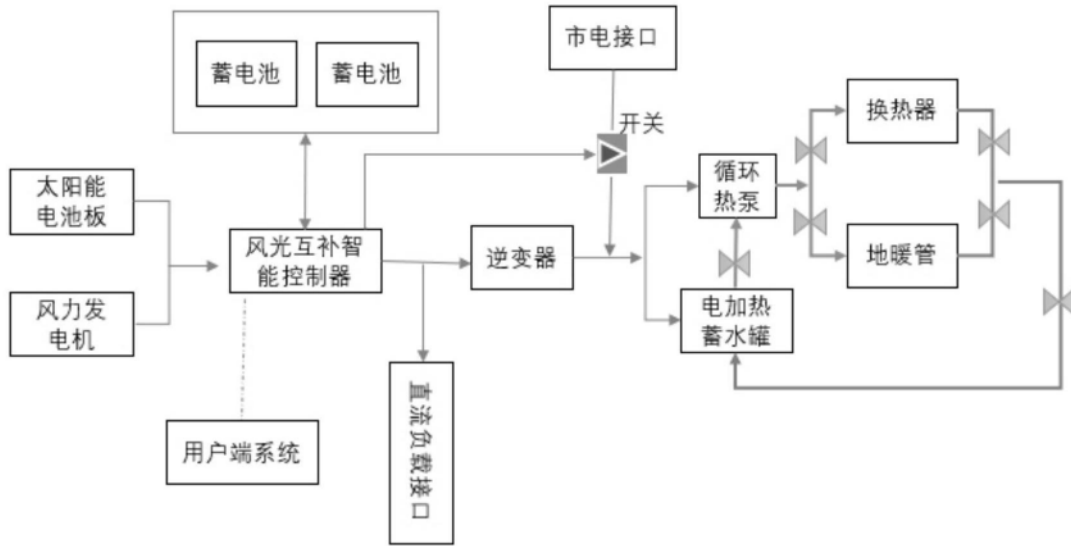 市电接口
蓄电池
蓄电池
开关
换热器
太阳能
电池板
循环
热泵
风光互补智
能控制器
逆变器
地暖管
风力发
电机
电加热
蓄水罐
直流负载接口
用户端系统